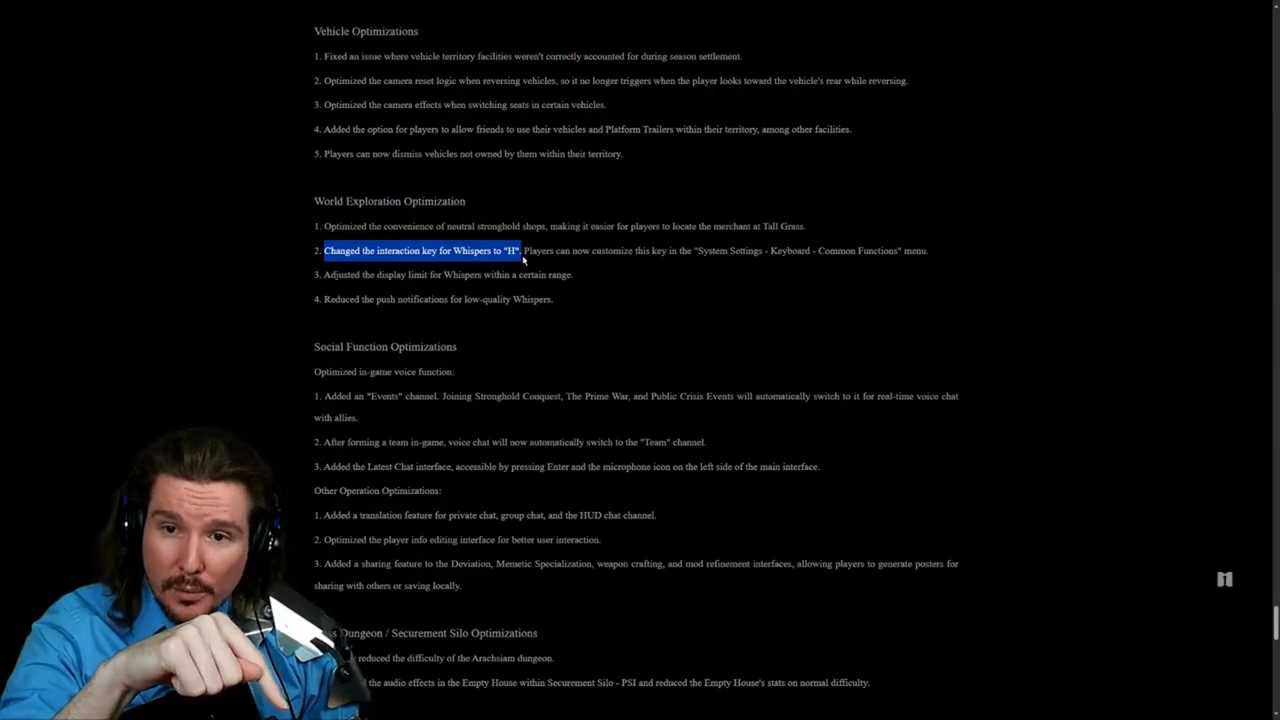 Vehicle Optimizations
1. Fixed an issue where vehicle territory facilities weren't correctly accounted for during season settlement.
2. Optimized the camera reset logic when reversing vehicles, so it no longer triggers when the player looks toward the vehicle's rear while reversing.
3. Optimized the camera effects when switching seats in certain vehicles.
4. Added the option for players to allow friends to use their vehicles and Platform Trailers within their territory, among other facilities.
5. Players can now dismiss vehicles not owned by them within their territory.
World Exploration Optimization
1. Optimized the convenience of neutral stronghold shops, making it easier for players to locate the merchant at Tall Grass.
2. Changed the interaction key for Whispers to "H". Players can now customize this key in the "System Settings - Keyboard - Common Functions" menu.
3. Adjusted the display limit for Whispers within a certain range.
4. Reduced the push notifications for low-quality Whispers.
Social Function Optimizations
Optimized in-game voice function:
1. Added an "Events" channel. Joining Stronghold Conquest, The Prime War, and Public Crisis Events will automatically switch to it for real-time voice chat
with allies.
2. After forming a team in-game, voice chat will now automatically switch to the "Team" channel.
3. Added the Latest Chat interface, accessible by pressing Enter and the microphone icon on the left side of the main interface.
Other Operation Optimizations:
1. Added a translation feature for private chat, group chat, and the HUD chat channel.
2. Optimized the player info editing interface for better user interaction.
3. Added a sharing feature to the Deviation, Memetic Specialization, weapon crafting, and mod refinement interfaces, allowing players to generate posters for
sharing with others or saving locally.
Dungeon / Securement Silo Optimizations
reduced the difficulty of the Arachsiam dungeon.
the audio effects in the Empty House within Securement Silo - PSI and reduced the Empty House's stats on normal difficulty.